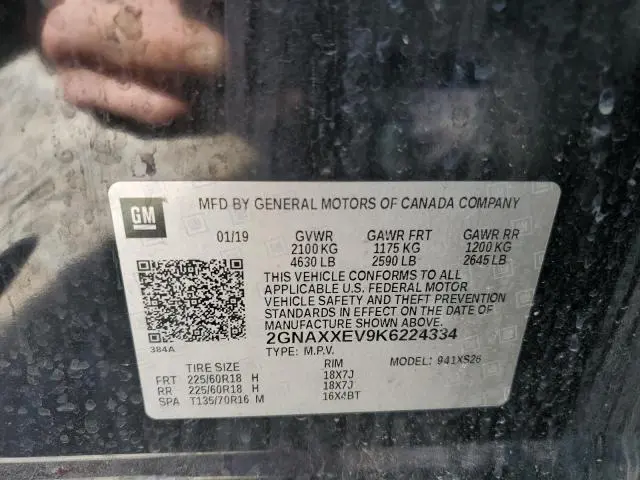 GM
MFD BY GENERAL MOTORS OF CANADA COMPANY
01/19 GVWR GAWR FRT GAWR RR
2100 KG 1175 KG 1200 KG
4630 LB 2590 LB 2645 LB
THIS VEHICLE CONFORMS TO ALL
APPLICABLE U.S. FEDERAL MOTOR
VEHICLE SAFETY AND THEFT PREVENTION
STANDARDS IN EFFECT ON THE DATE OF
MANUFACTURE SHOWN ABOVE.
2GNAXXEV9K6224334
384A TYPE: M.P.V. MODEL: 941XS26
TIRE SIZE RIM
FRT 225/60R18 H 18X7J
RR 225/60R18 H 18X7J
SPA T135/70R16 M 16X4BT